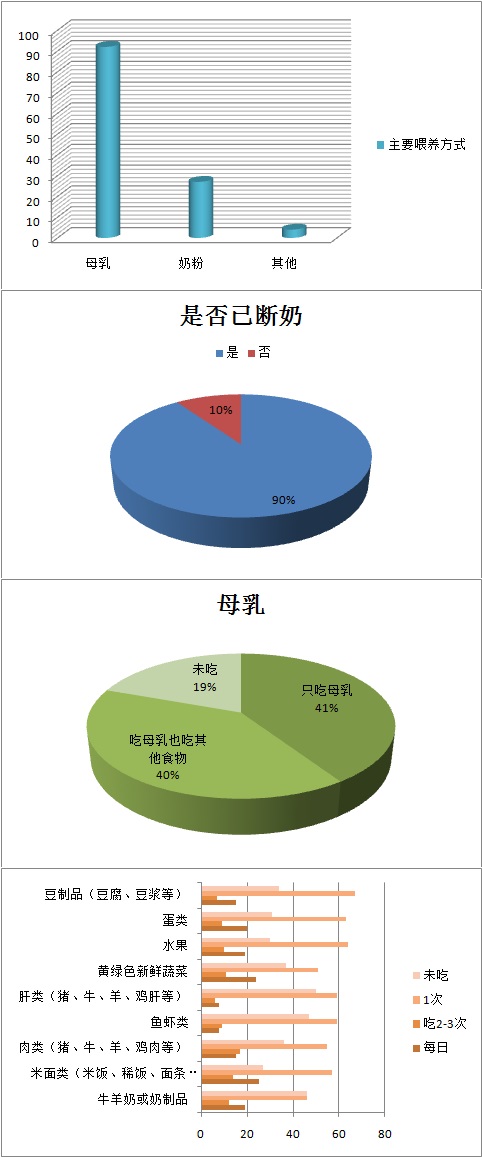 100
90
80
70
60
50
40
30
20
10
0
母乳 奶粉 其他
主要喂养方式
是否已断奶
是 否
10%
90%
母乳
未吃
19%
只吃母乳
41%
吃母乳也吃其
他食物
40%
豆制品（豆腐、豆浆等）
蛋类
水果
黄绿色新鲜蔬菜
肝类（猪、牛、羊、鸡肝等）
鱼虾类
肉类（猪、牛、羊、鸡肉等）
米面类（米饭、稀饭、面条…
牛羊奶或奶制品
0 20 40 60 80
未吃
1次
吃2-3次
每日